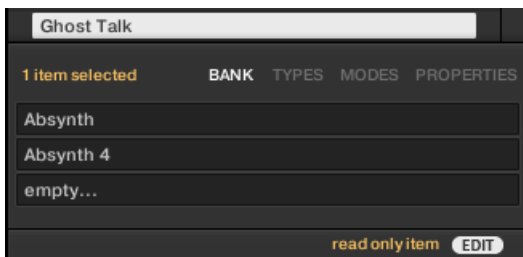 Ghost Talk
1 item selected BANK TYPES MODES PROPERTIES
Absynth
Absynth 4
empty...
read only item EDIT